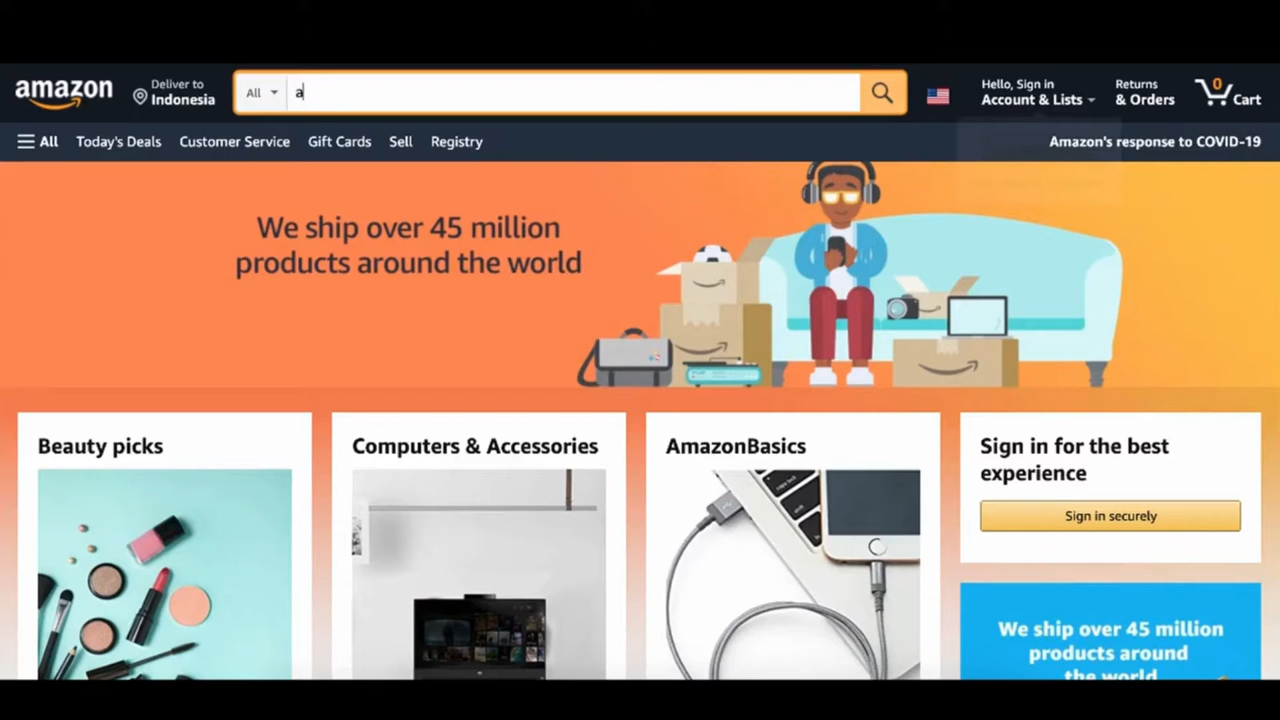 amazon
Deliver to
Indonesia
All
a
Hello, Sign in
Account & Lists
Returns
& Orders
0
Cart
All
Today's Deals
Customer Service
Gift Cards
Sell
Registry
Amazon's response to COVID-19
We ship over 45 million
products around the world
Beauty picks
Computers & Accessories
AmazonBasics
Sign in for the best
experience
Sign in securely
We ship over 45 million
products around
the world